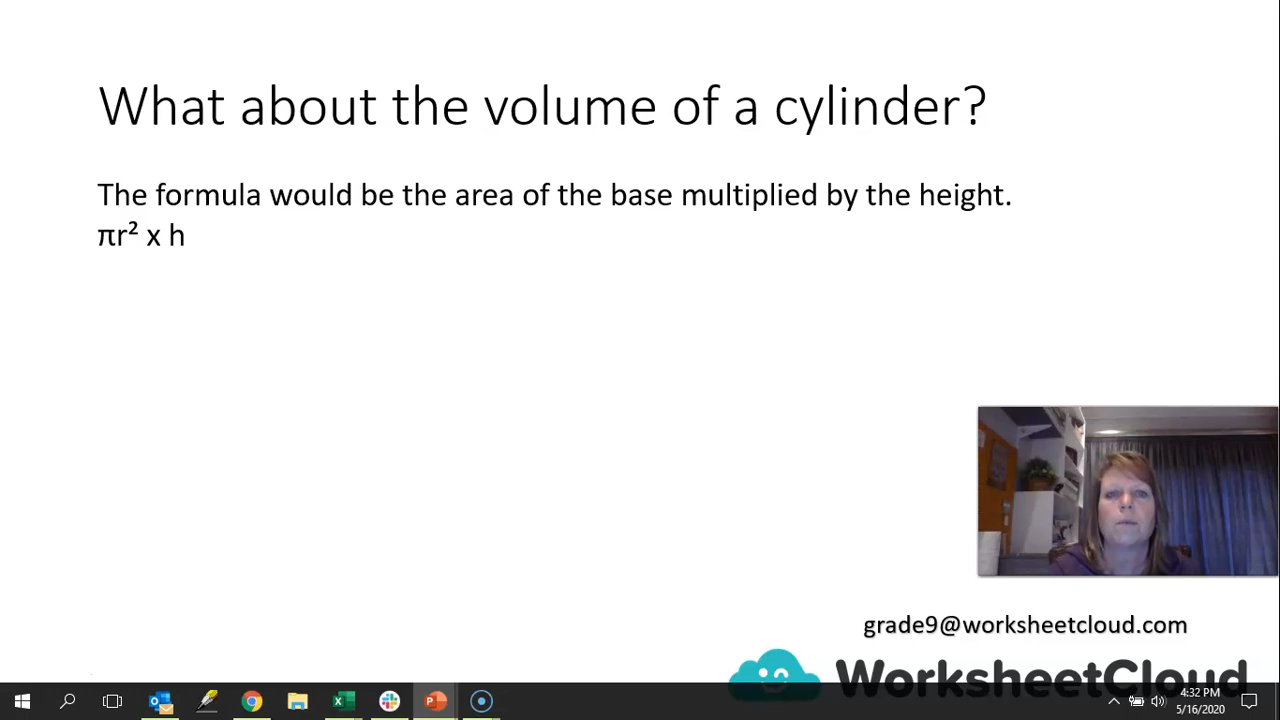 What about the volume of a cylinder?
The formula would be the area of the base multiplied by the height.
πr² x h
grade9@worksheetcloud.com
WorksheetCloud
4:32 PM
5/16/2020